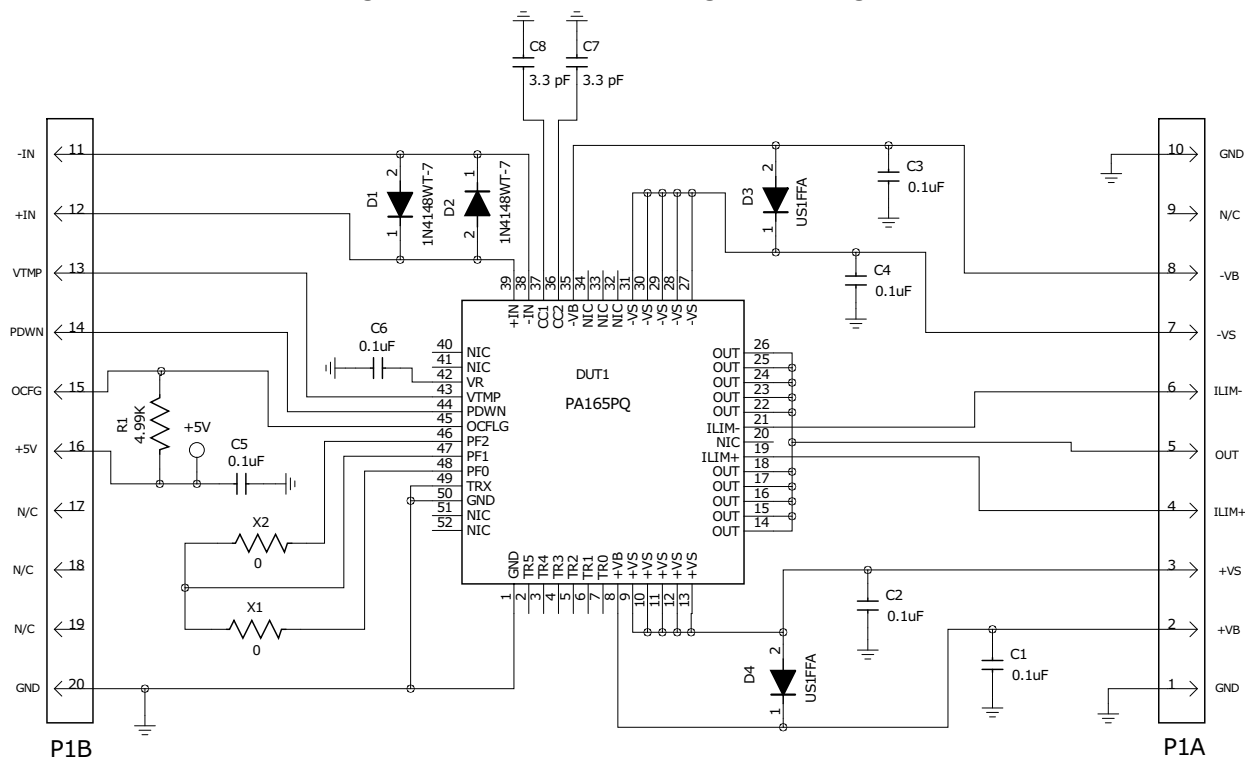 C8
C7
3.3 pF
3.3 pF
-IN
11
+IN
12
VTMP
13
PDWN
14
OCFG
15
+5V
16
N/C
17
N/C
18
N/C
19
GND
20
P1B
2
D1
1
1N4148WT-7
1
D2
2
1N4148WT-7
C6
0.1uF
R1
4.99K
+5V
C5
0.1uF
X2
0
X1
0
39
38
37
36
35
34
33
32
31
30
29
28
27
+IN
-IN
CC1
CC2
-VB
NIC
NIC
NIC
-VS
-VS
-VS
-VS
-VS
DUT1
PA165PQ
40
NIC
41
NIC
42
VR
43
VTMP
44
PDWN
45
OCFLG
46
PF2
47
PF1
48
PF0
49
TRX
50
GND
51
NIC
52
NIC
OUT
26
OUT
25
OUT
24
OUT
23
OUT
22
ILIM-
21
NIC
20
ILIM+
19
OUT
18
OUT
17
OUT
16
OUT
15
OUT
14
GND
TR5
TR4
TR3
TR2
TR1
TR0
+VB
+VS
+VS
+VS
+VS
+VS
1
2
3
4
5
6
7
8
9
10
11
12
13
2
D3
1
US1FFA
C3
0.1uF
C4
0.1uF
C2
0.1uF
2
D4
1
US1FFA
C1
0.1uF
10
GND
9
N/C
8
-VB
7
-VS
6
ILIM-
5
OUT
4
ILIM+
3
+VS
2
+VB
1
GND
P1A